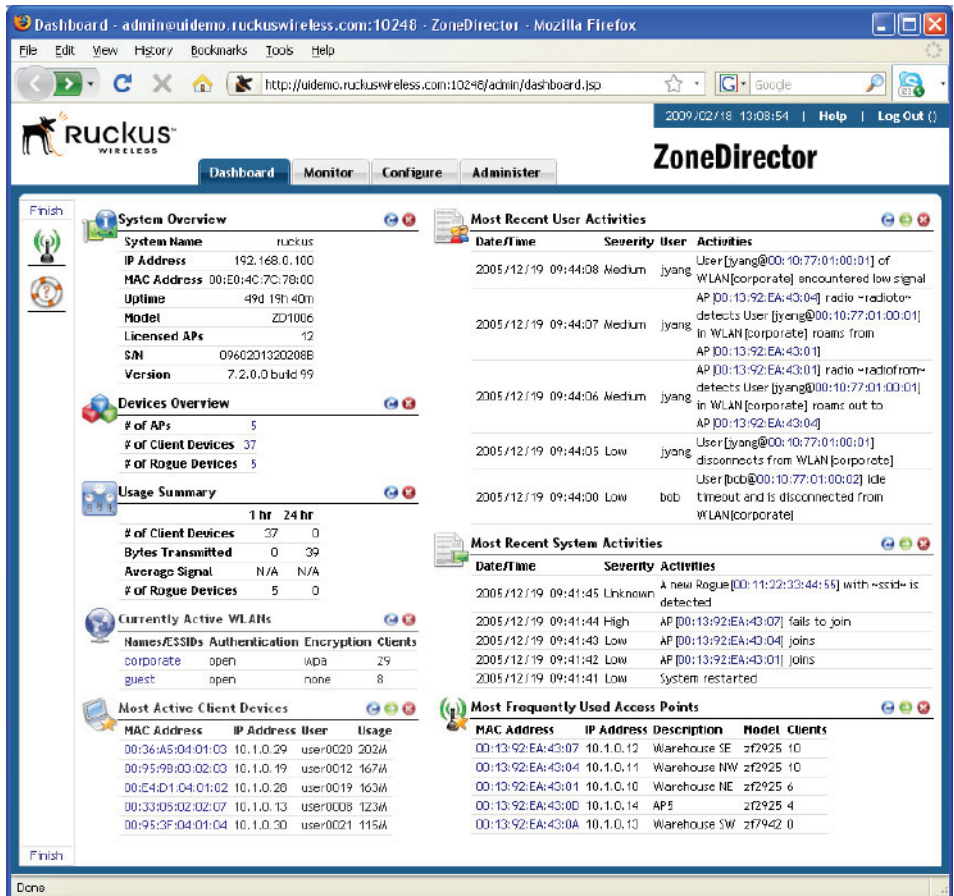 Dashboard - admin@uidemo.ruckuswireless.com:10248 - ZoneDirector - Mozilla Firefox
File Edit View History Bookmarks Tools Help
http://uidemo.ruckuswireless.com:10248/admin/dashboard.jsp
Google
2009/02/18 13:08:54 | Help | Log Out ()
Ruckus
WIRELESS
ZoneDirector
Dashboard Monitor Configure Administer
Finish
System Overview
System Name ruckus
IP Address 192.168.0.100
MAC Address 00:E0:4C:7C:78:00
Uptime 49d 19h 40m
Model ZD1006
Licensed APs 12
S/N 0960201320208B
Version 7.2.0.0 build 99
Devices Overview
# of APs 5
# of Client Devices 37
# of Rogue Devices 5
Usage Summary
1 hr 24 hr
# of Client Devices 37 0
Bytes Transmitted 0 39
Average Signal N/A N/A
# of Rogue Devices 5 0
Currently Active WLANs
Names/ESSIDs Authentication Encryption Clients
corporate open wpa 29
guest open none 8
Most Active Client Devices
MAC Address IP Address User Usage
00:36:A5:04:01:03 10.1.0.29 user0020 202M
00:95:9B:03:02:03 10.1.0.19 user0012 167M
00:E4:D1:04:01:02 10.1.0.28 user0019 163M
00:33:05:02:02:07 10.1.0.13 user0008 123M
00:95:3F:04:01:04 10.1.0.30 user0021 115M
Finish
Most Recent User Activities
Date/Time Severity User Activities
2005/12/19 09:44:08 Medium jyang User[jyang@00:10:77:01:00:01] of
WLAN[corporate] encountered low signal
2005/12/19 09:44:07 Medium jyang AP[00:13:92:EA:43:04] radio ~radioto~
detects User [jyang@00:10:77:01:00:01]
in WLAN[corporate] roams from
AP[00:13:92:EA:43:01]
2005/12/19 09:44:06 Medium jyang AP[00:13:92:EA:43:01] radio ~radiofrom~
detects User [jyang@00:10:77:01:00:01]
in WLAN[corporate] roams out to
AP[00:13:92:EA:43:04]
2005/12/19 09:44:05 Low jyang User[jyang@00:10:77:01:00:01]
disconnects from WLAN[corporate]
2005/12/19 09:44:00 Low bob User[bob@00:10:77:01:00:02] idle
timeout and is disconnected from
WLAN[corporate]
Most Recent System Activities
Date/Time Severity Activities
2005/12/19 09:41:45 Unknown A new Rogue[00:11:22:33:44:55] with ~ssid~ is
detected
2005/12/19 09:41:44 High AP[00:13:92:EA:43:07] fails to join
2005/12/19 09:41:43 Low AP[00:13:92:EA:43:04] joins
2005/12/19 09:41:42 Low AP[00:13:92:EA:43:01] joins
2005/12/19 09:41:41 Low System restarted
Most Frequently Used Access Points
MAC Address IP Address Description Model Clients
00:13:92:EA:43:07 10.1.0.12 Warehouse SE zf2925 10
00:13:92:EA:43:04 10.1.0.11 Warehouse NW zf2925 10
00:13:92:EA:43:01 10.1.0.10 Warehouse NE zf2925 6
00:13:92:EA:43:0D 10.1.0.14 AP5 zf2925 4
00:13:92:EA:43:0A 10.1.0.13 Warehouse SW zf7942 0
Done